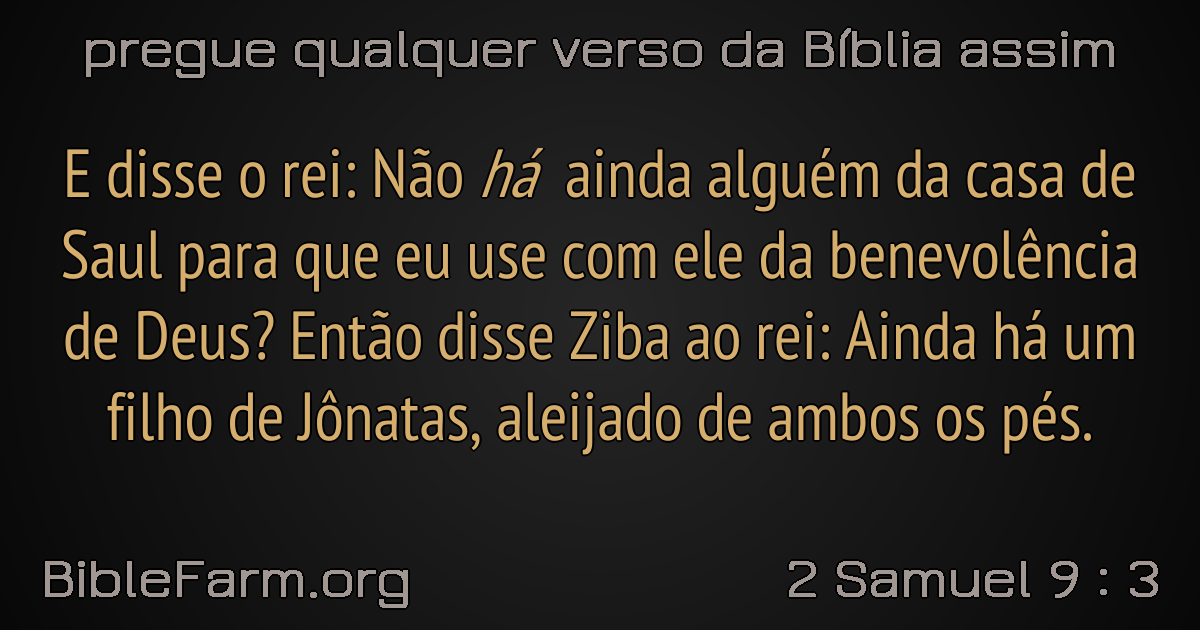 pregue qualquer verso da Bíblia assim
E disse o rei: Não há ainda alguém da casa de
Saul para que eu use com ele da benevolência
de Deus? Então disse Ziba ao rei: Ainda há um
filho de Jônatas, aleijado de ambos os pés.
BibleFarm.org
2 Samuel 9 : 3